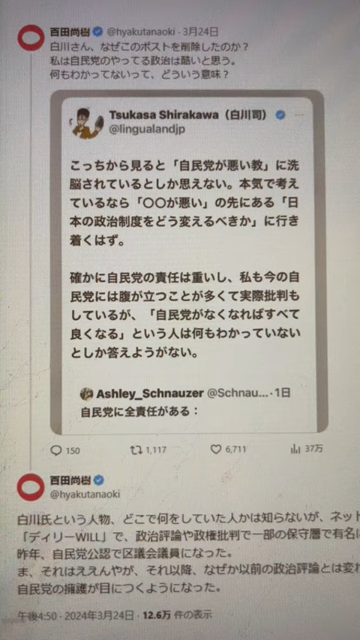 百田尚樹 @hyakutanaoki · 3月24日
白川さん、なぜこのポストを削除したのか？
私は自民党のやってる政治は酷いと思う。
何もわかってないって、どういう意味？
Tsukasa Shirakawa（白川司）
@lingualandjp
こっちから見ると「自民党が悪い教」に洗
脳されているとしか思えない。本気で考え
ているなら「〇〇が悪い」の先にある「日
本の政治制度をどう変えるべきか」に行き
着くはず。
確かに自民党の責任は重いし、私も今の自
民党には腹が立つことが多くて実際批判も
しているが、「自民党がなくなればすべて
良くなる」という人は何もわかっていない
としか答えようがない。
Ashley_Schnauzer @Schnau... · 1日
自民党に全責任がある：
150 1,117 6,711 37万
百田尚樹
@hyakutanaoki
白川氏という人物、どこで何をしていた人かは知らないが、ネット
「デイリーWILL」で、政治評論や政権批判で一部の保守層で有名に
昨年、自民党公認で区議会議員になった。
ま、それはええんやが、それ以降、なぜか以前の政治評論とは変わ
自民党の擁護が目につくようになった。
午後4:50 · 2024年3月24日 · 12.6万 件の表示